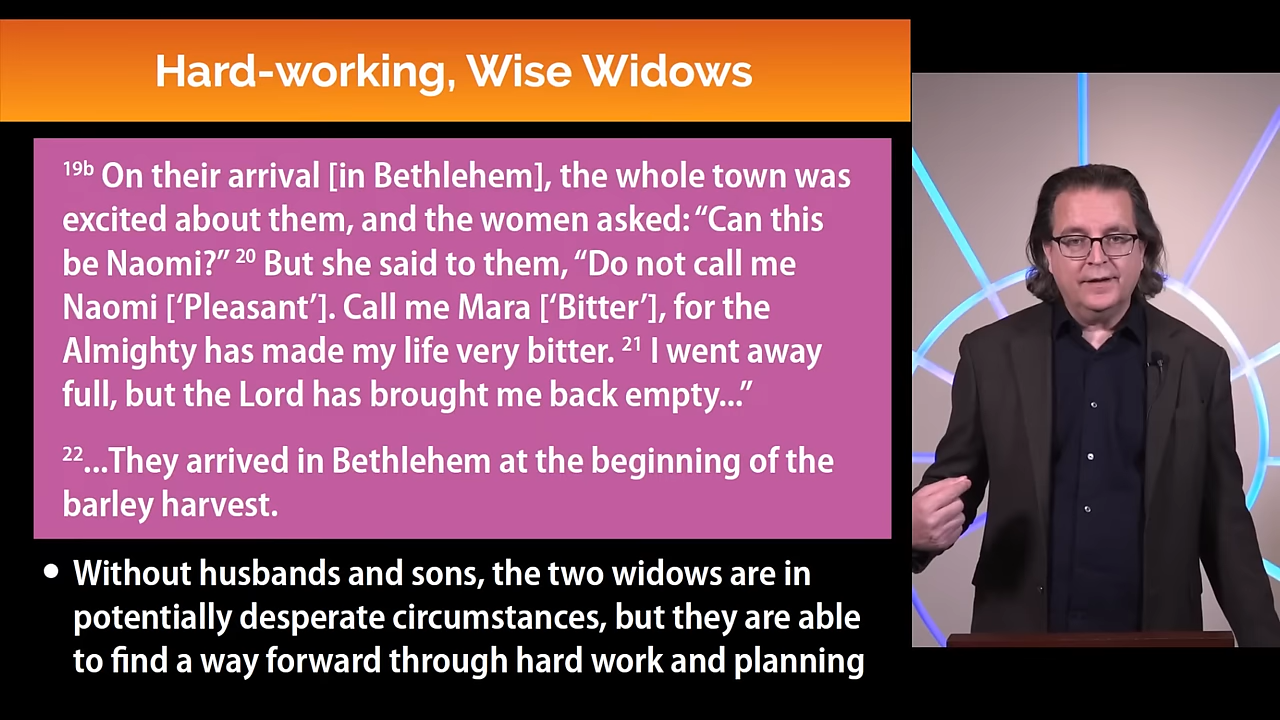 Hard-working, Wise Widows
19b On their arrival [in Bethlehem], the whole town was
excited about them, and the women asked: “Can this
be Naomi?” 20 But she said to them, “Do not call me
Naomi [‘Pleasant’]. Call me Mara [‘Bitter’], for the
Almighty has made my life very bitter. 21 I went away
full, but the Lord has brought me back empty...”
22...They arrived in Bethlehem at the beginning of the
barley harvest.
• Without husbands and sons, the two widows are in
potentially desperate circumstances, but they are able
to find a way forward through hard work and planning